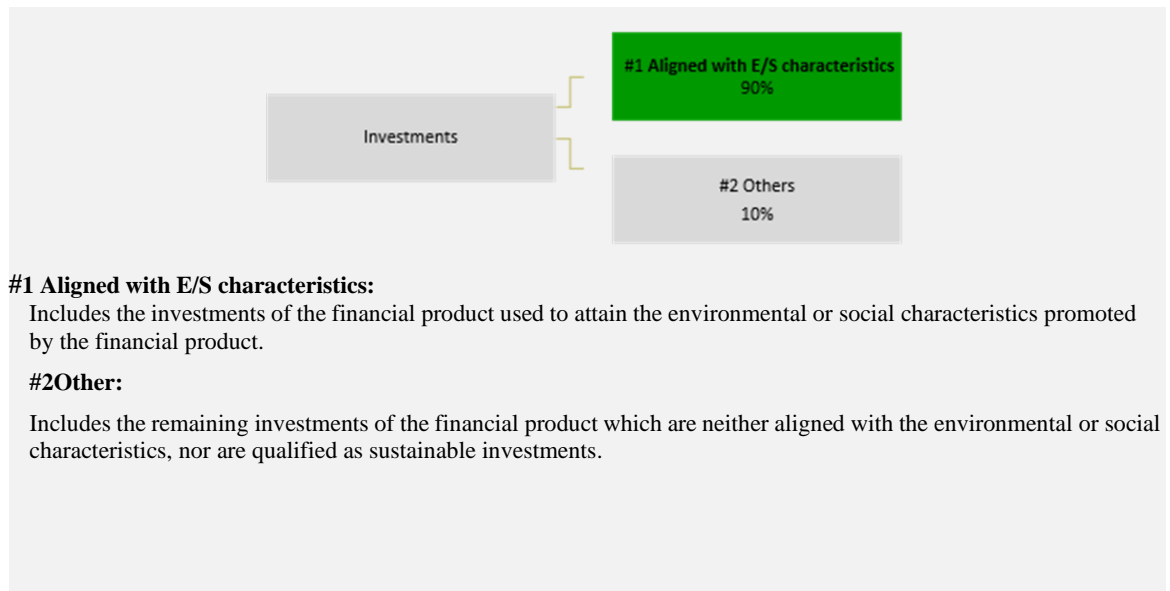 #1 Aligned with E/S characteristics
90%
Investments
#2 Others
10%
#1 Aligned with E/S characteristics:
Includes the investments of the financial product used to attain the environmental or social characteristics promoted
by the financial product.
#2Other:
Includes the remaining investments of the financial product which are neither aligned with the environmental or social
characteristics, nor are qualified as sustainable investments.